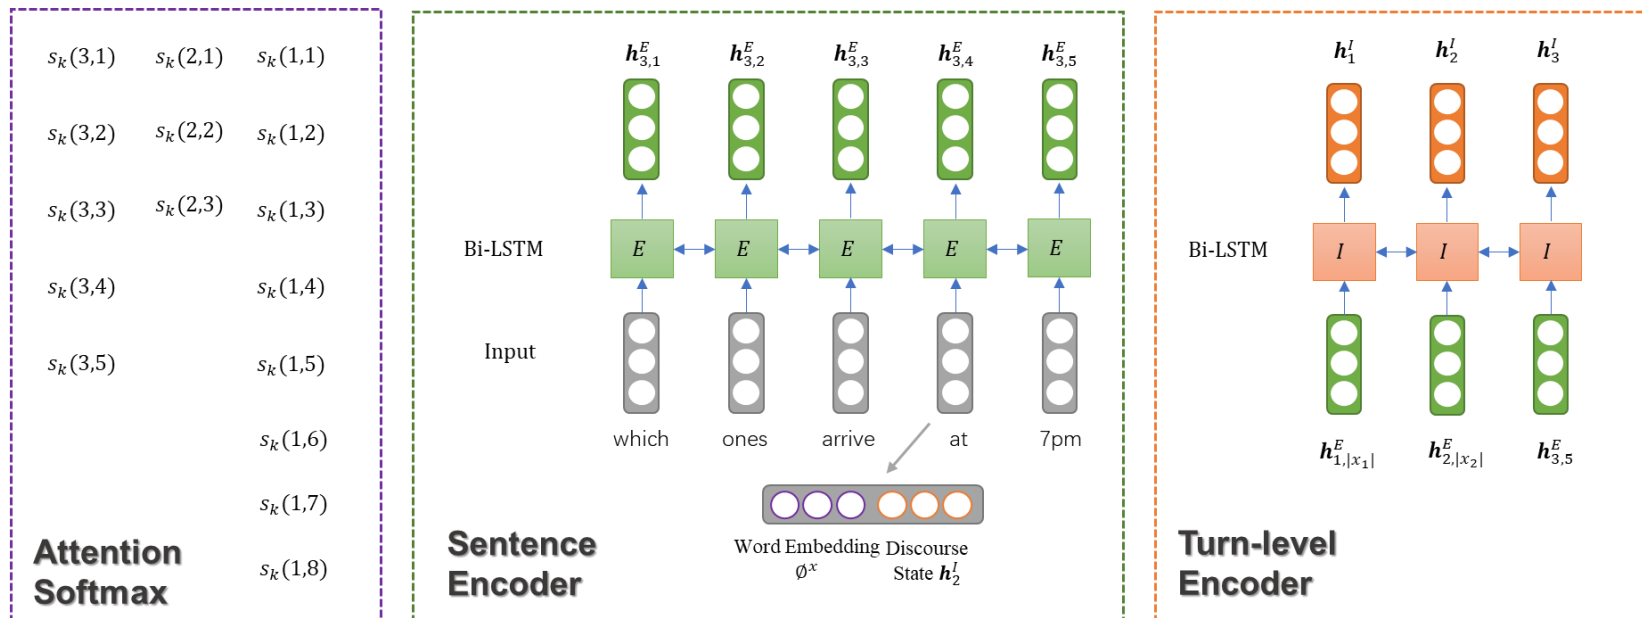 s_k(3,1) s_k(2,1) s_k(1,1)
s_k(3,2) s_k(2,2) s_k(1,2)
s_k(3,3) s_k(2,3) s_k(1,3)
s_k(3,4) s_k(1,4)
s_k(3,5) s_k(1,5)
s_k(1,6)
s_k(1,7)
s_k(1,8)
Attention
Softmax
h^E_{3,1} h^E_{3,2} h^E_{3,3} h^E_{3,4} h^E_{3,5}
Bi-LSTM E E E E E
Input
which ones arrive at 7pm
Word Embedding
∅^x
Discourse
State h^I_2
Sentence
Encoder
h^I_1 h^I_2 h^I_3
Bi-LSTM I I I
h^E_{1,|x_1|} h^E_{2,|x_2|} h^E_{3,5}
Turn-level
Encoder